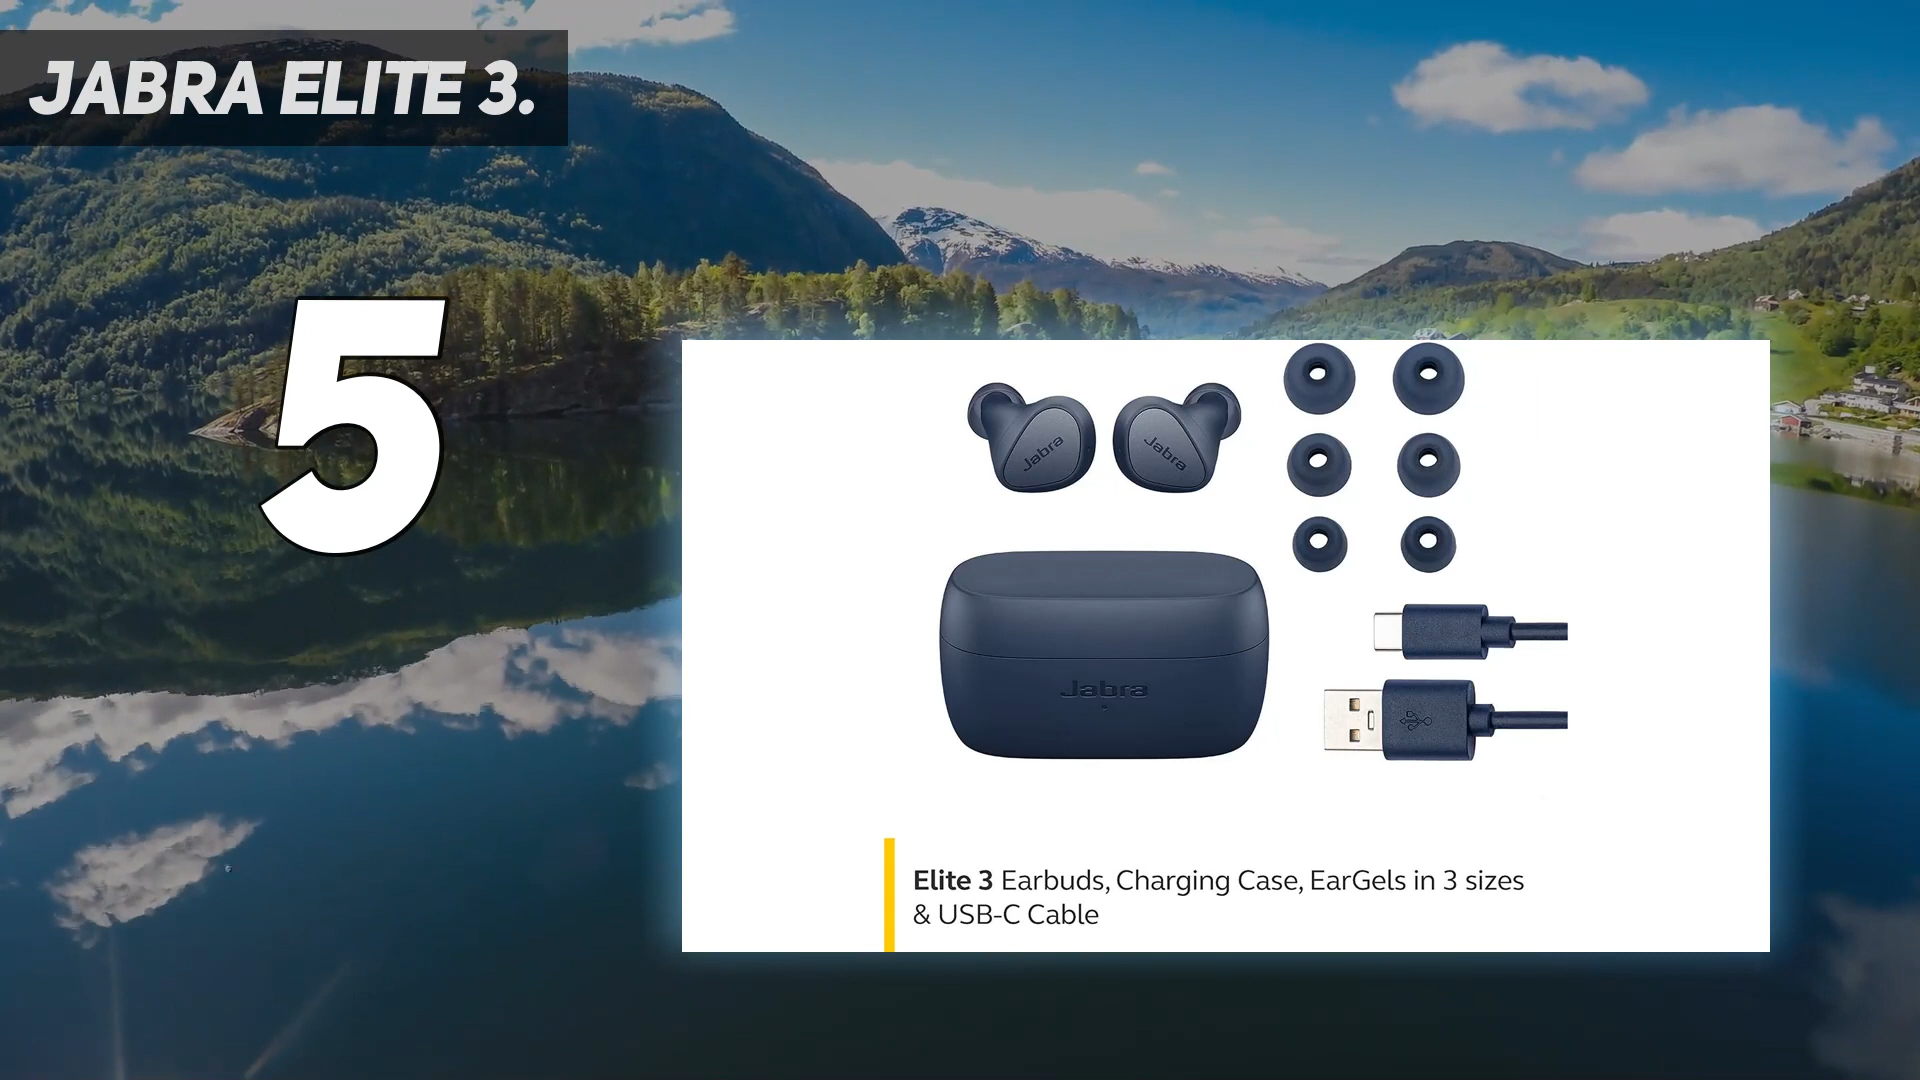 JABRA ELITE 3.
5
Jabra Jabra
Jabra
Elite 3 Earbuds, Charging Case, EarGels in 3 sizes
& USB-C Cable